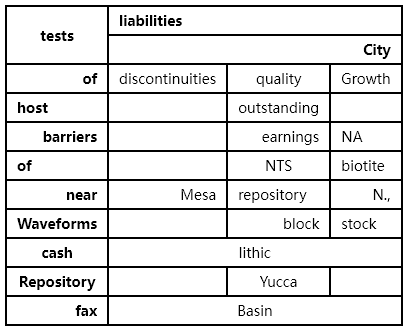 tests liabilities
City
of discontinuities quality Growth
host outstanding
barriers earnings NA
of NTS biotite
near Mesa repository N.,
Waveforms block stock
cash lithic
Repository Yucca
fax Basin